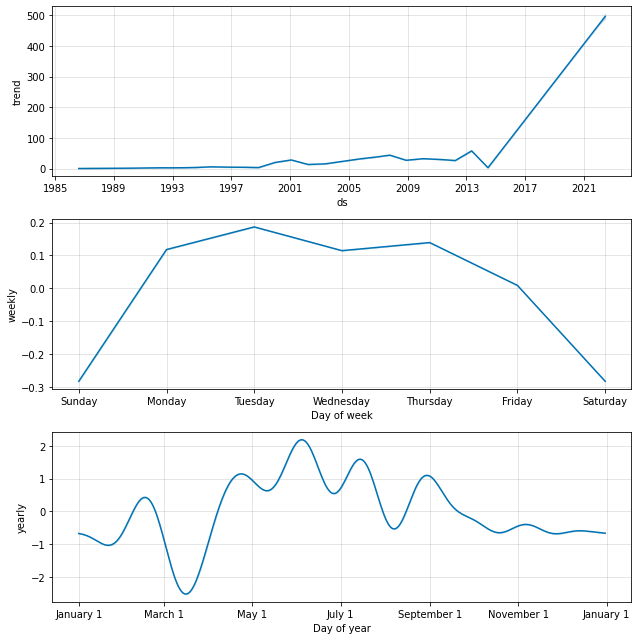 500
400
300
200
100
0
trend
1985 1989 1993 1997 2001 2005 2009 2013 2017 2021
ds
0.2
0.1
0.0
−0.1
−0.2
−0.3
weekly
Sunday Monday Tuesday Wednesday Thursday Friday Saturday
Day of week
2
1
0
−1
−2
yearly
January 1 March 1 May 1 July 1 September 1 November 1 January 1
Day of year